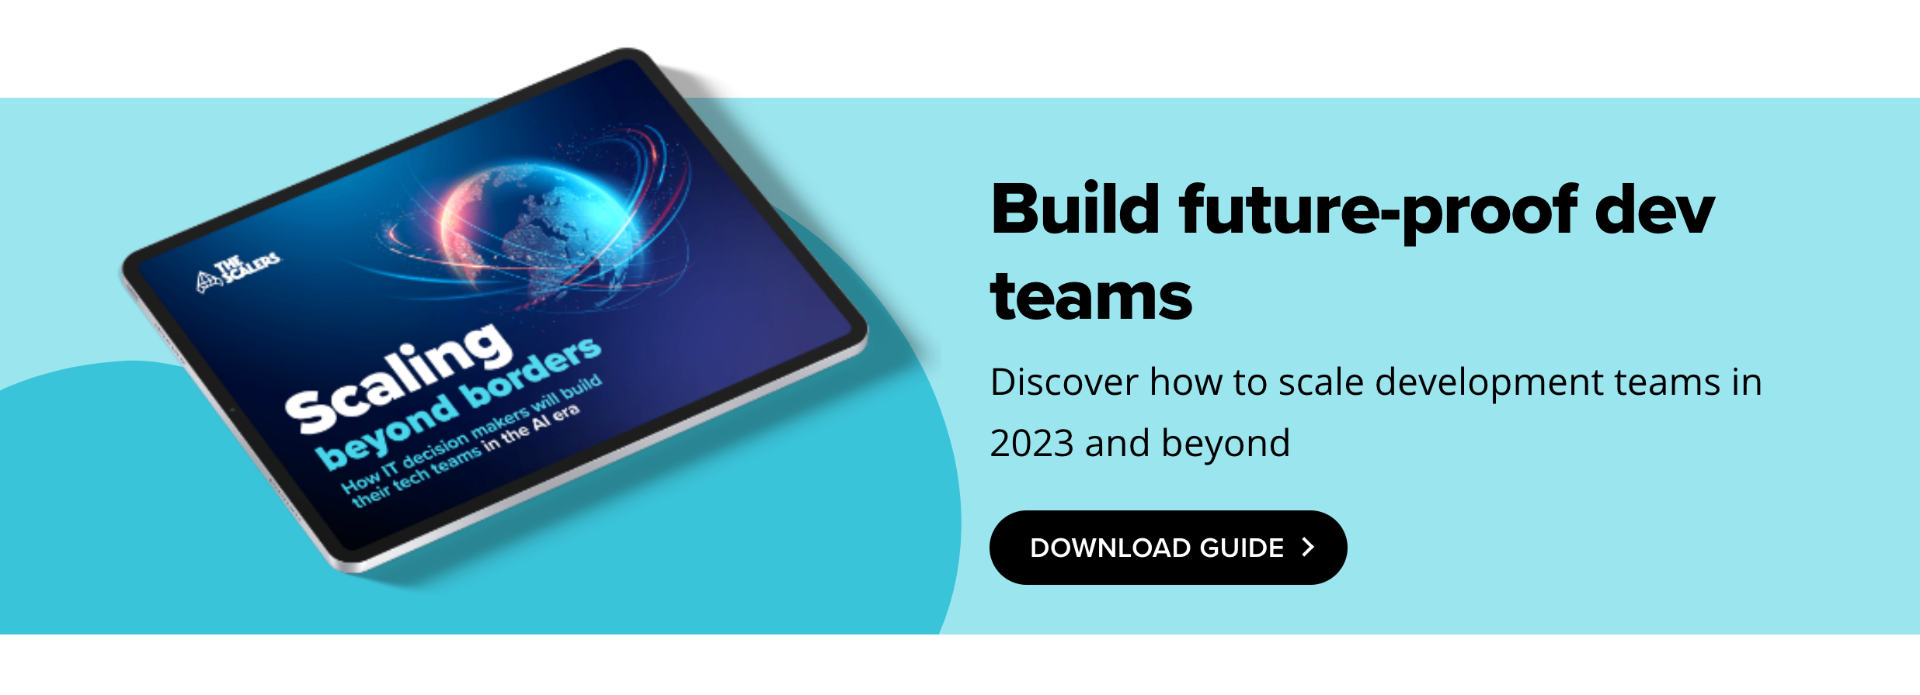 THE
SCALERS
Scaling
beyond borders
How IT decision makers will build
their tech teams in the AI era
Build future-proof dev
teams
Discover how to scale development teams in
2023 and beyond
DOWNLOAD GUIDE